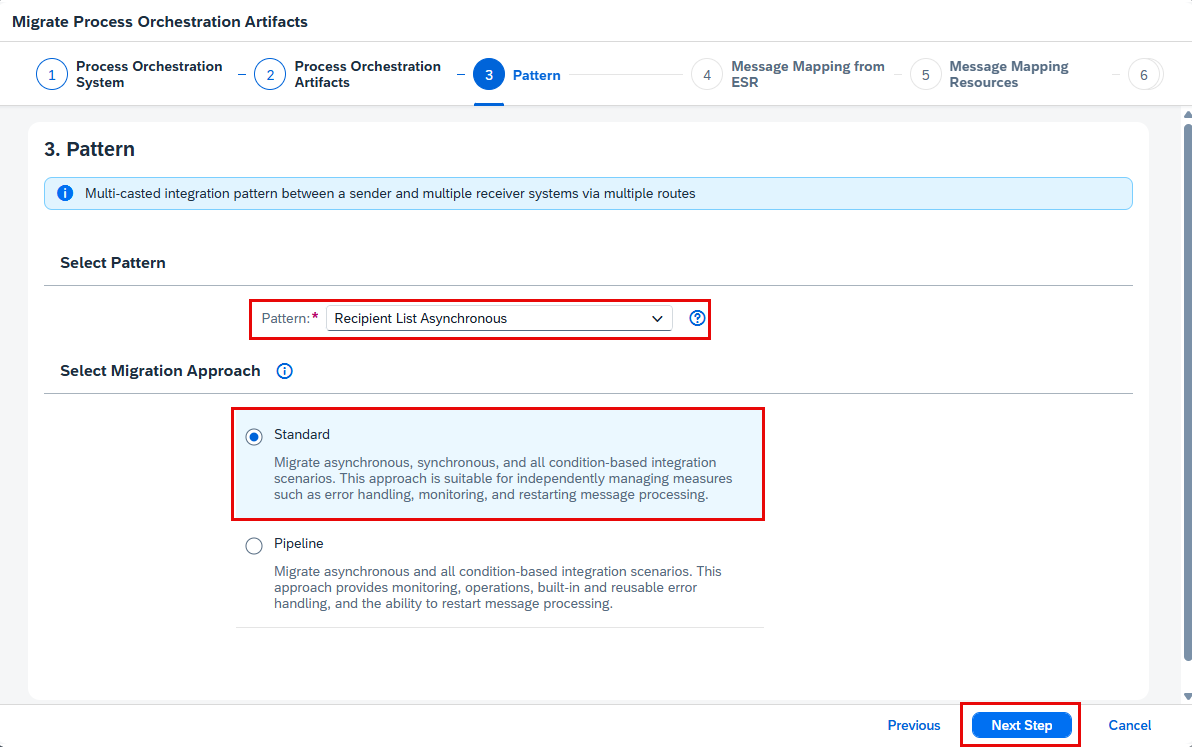 Migrate Process Orchestration Artifacts
1 Process Orchestration
System
2 Process Orchestration
Artifacts
3 Pattern
4 Message Mapping from
ESR
5 Message Mapping
Resources
6
3. Pattern
Multi-casted integration pattern between a sender and multiple receiver systems via multiple routes
Select Pattern
Pattern:* Recipient List Asynchronous
Select Migration Approach
Standard
Migrate asynchronous, synchronous, and all condition-based integration
scenarios. This approach is suitable for independently managing measures
such as error handling, monitoring, and restarting message processing.
Pipeline
Migrate asynchronous and all condition-based integration scenarios. This
approach provides monitoring, operations, built-in and reusable error
handling, and the ability to restart message processing.
Previous Next Step Cancel